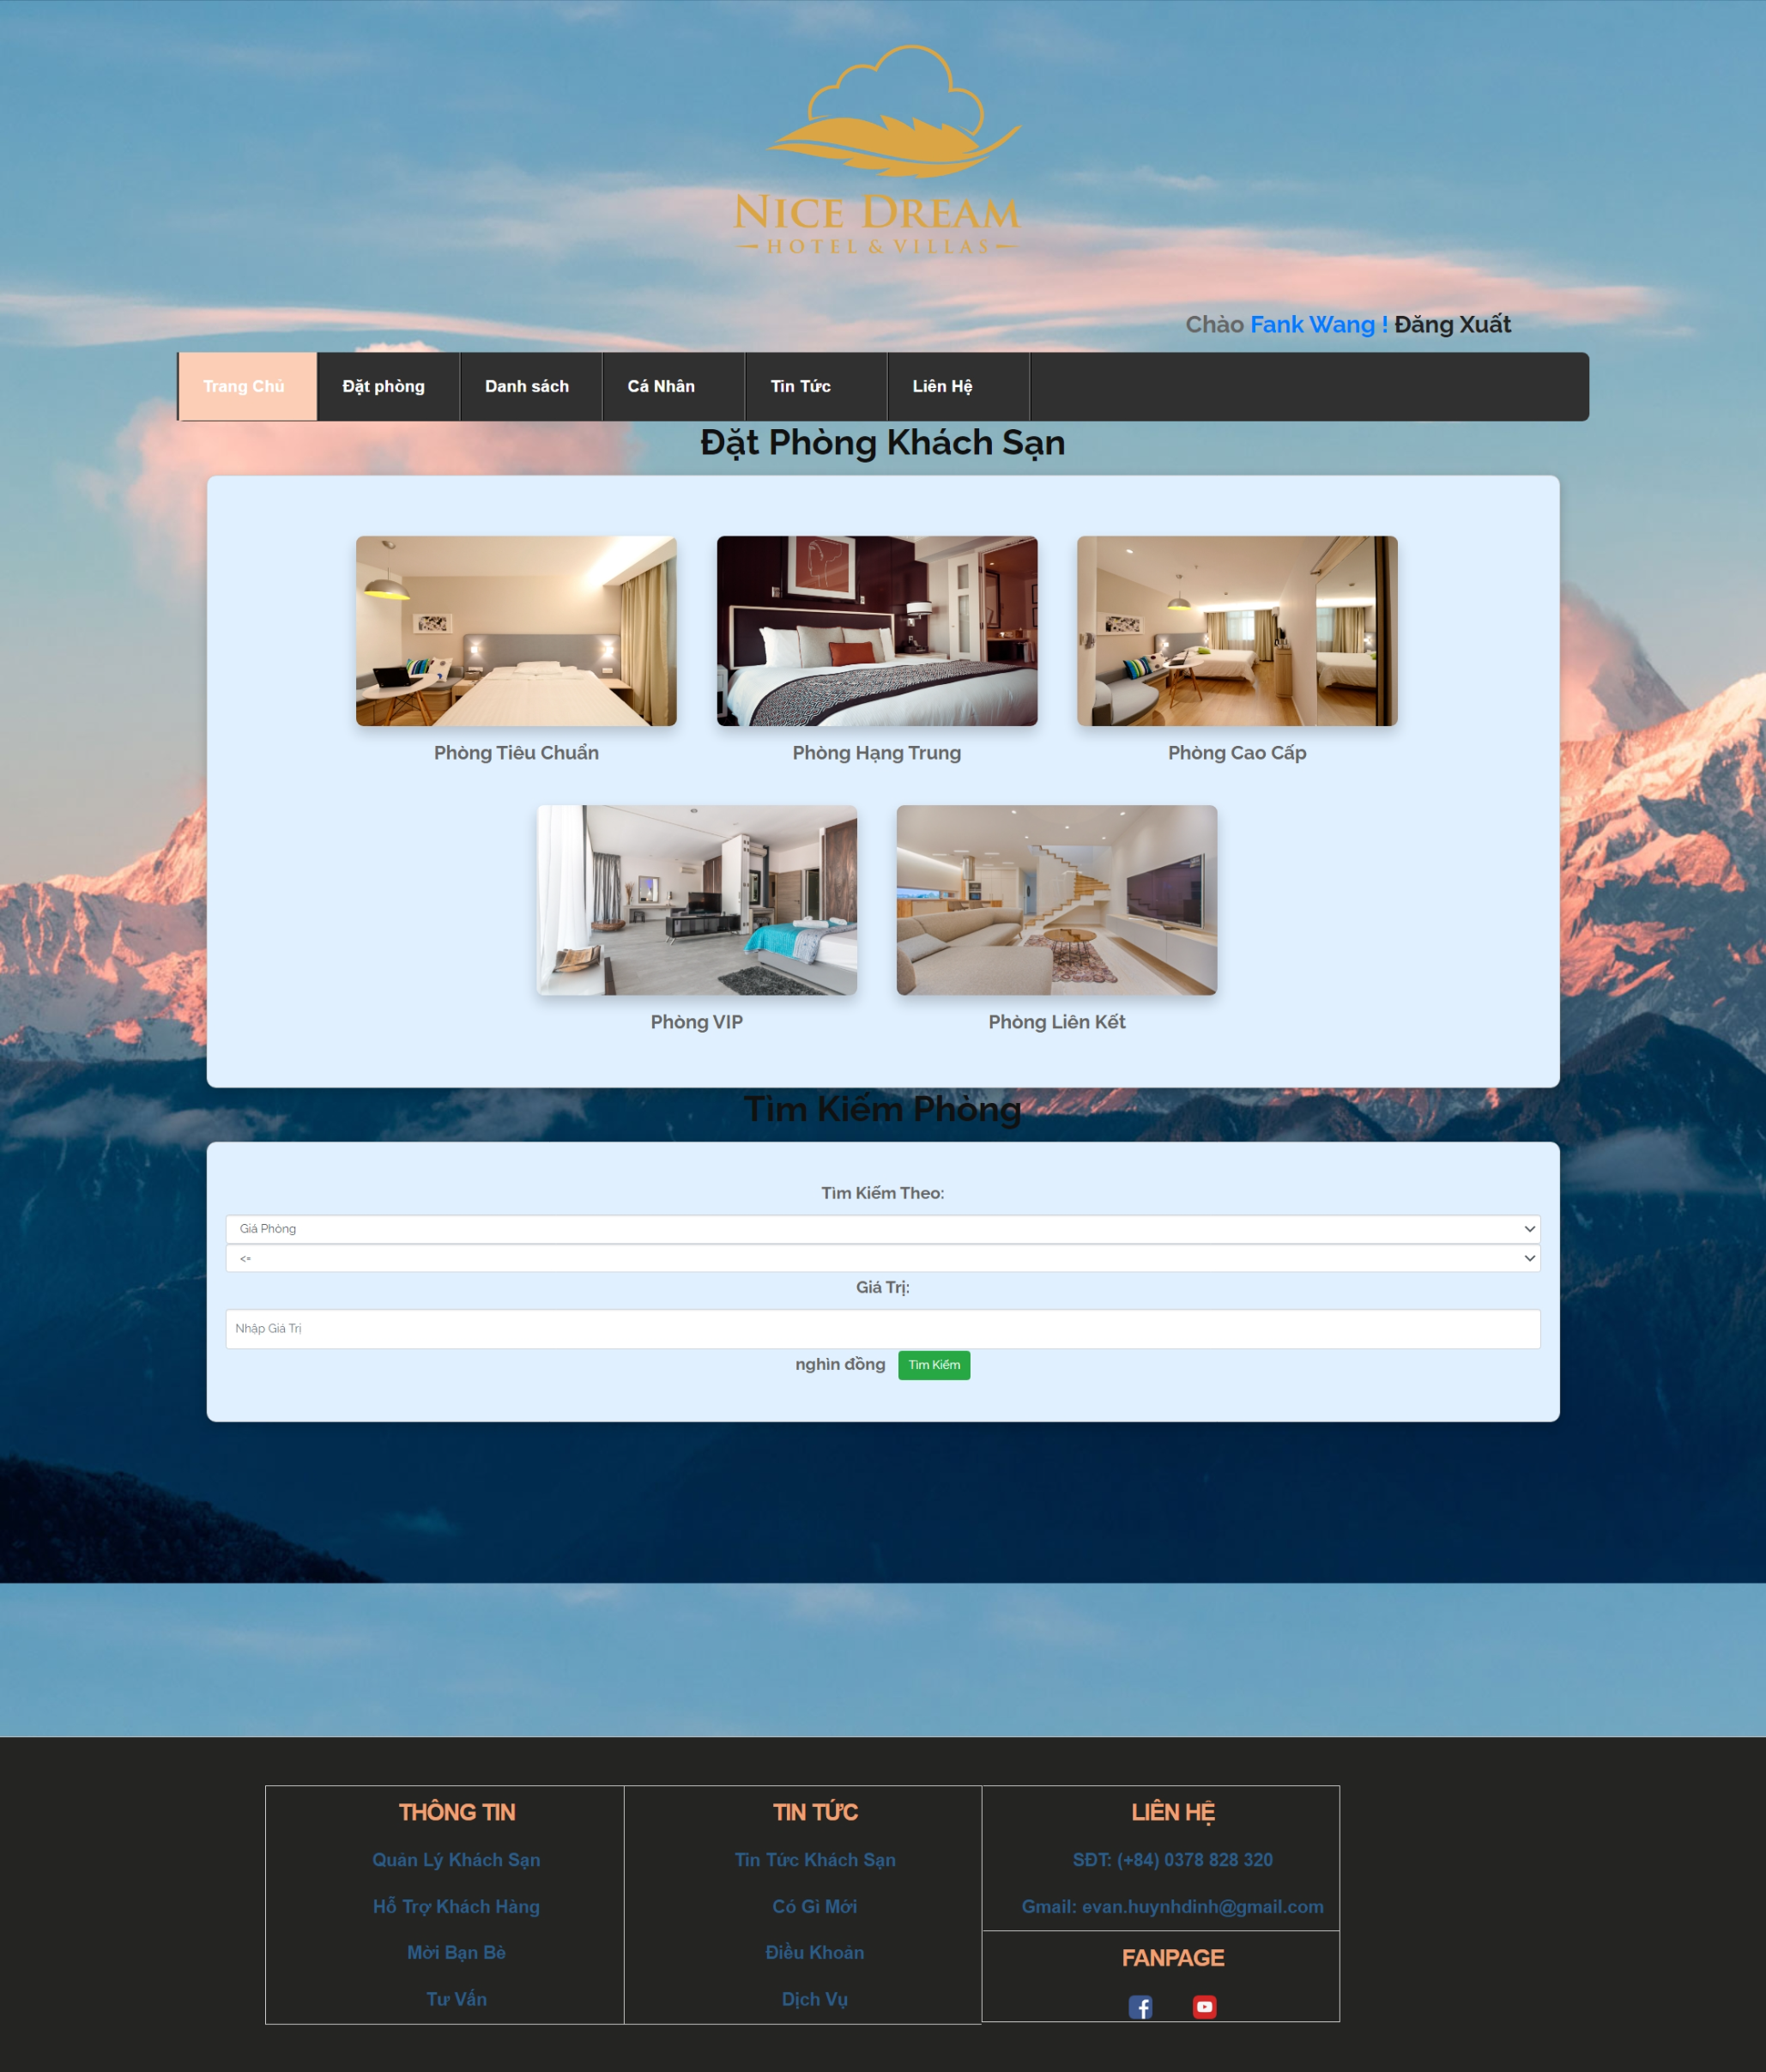 NICE DREAM
HOTEL & VILLAS
Chào Fank Wang ! Đăng Xuất
Trang Chủ Đặt phòng Danh sách Cá Nhân Tin Tức Liên Hệ
Đặt Phòng Khách Sạn
Phòng Tiêu Chuẩn Phòng Hạng Trung Phòng Cao Cấp
Phòng VIP Phòng Liên Kết
Tìm Kiếm Phòng
Tìm Kiếm Theo:
Giá Phòng
<=
Giá Trị:
Nhập Giá Trị
nghìn đồng Tìm Kiếm
THÔNG TIN
Quản Lý Khách Sạn
Hỗ Trợ Khách Hàng
Mời Bạn Bè
Tư Vấn
TIN TỨC
Tin Tức Khách Sạn
Có Gì Mới
Điều Khoản
Dịch Vụ
LIÊN HỆ
SĐT: (+84) 0378 828 320
Gmail: evan.huynhdinh@gmail.com
FANPAGE